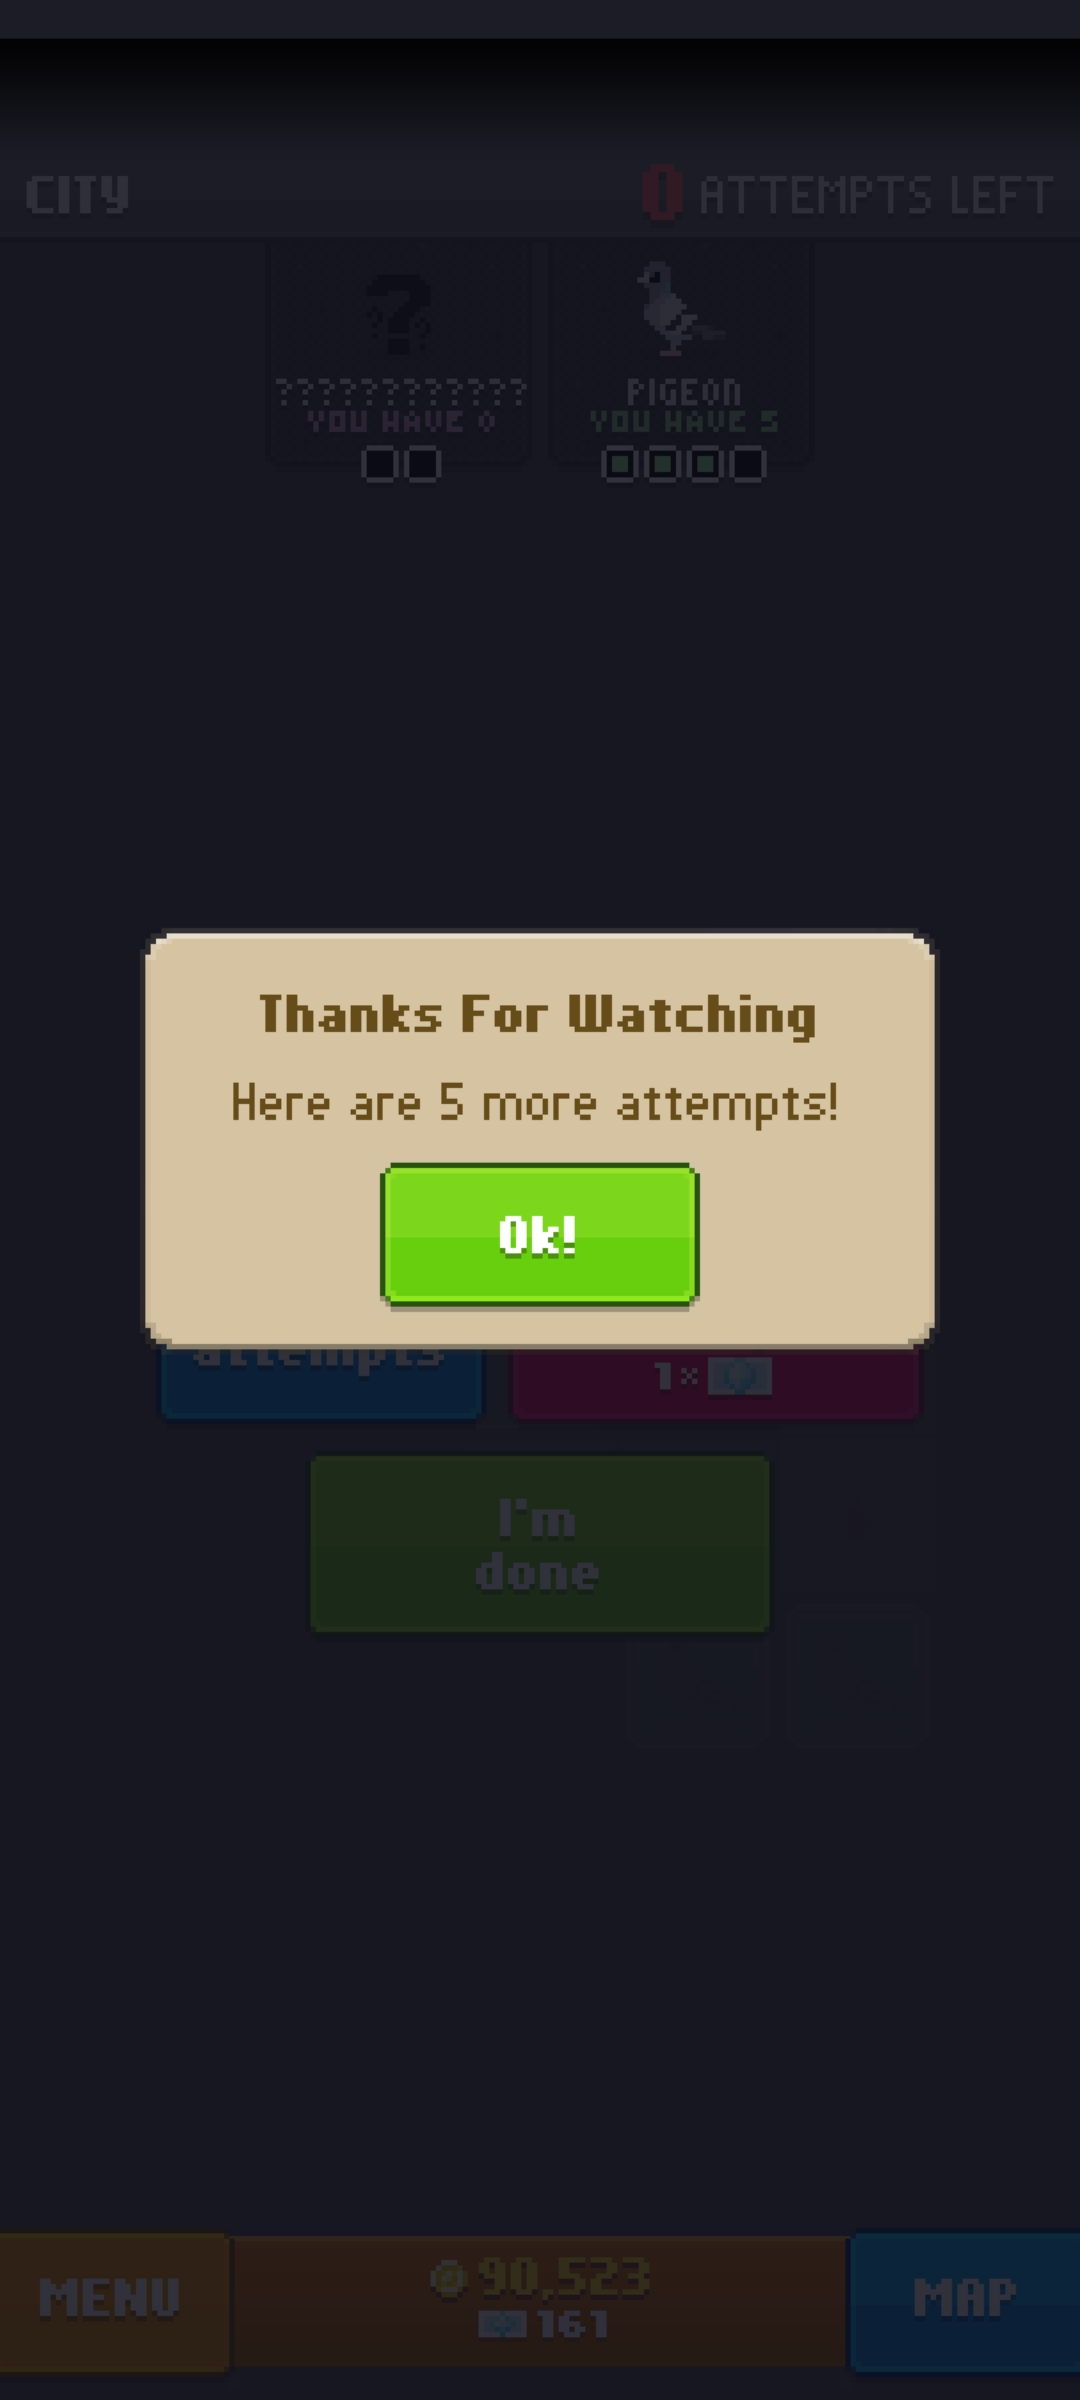 CITY
0 ATTEMPTS LEFT
?
????????????
YOU HAVE 0
PIGEON
YOU HAVE 5
Thanks For Watching
Here are 5 more attempts!
Ok!
attempts
1×
I'm
done
MENU
90,523
161
MAP